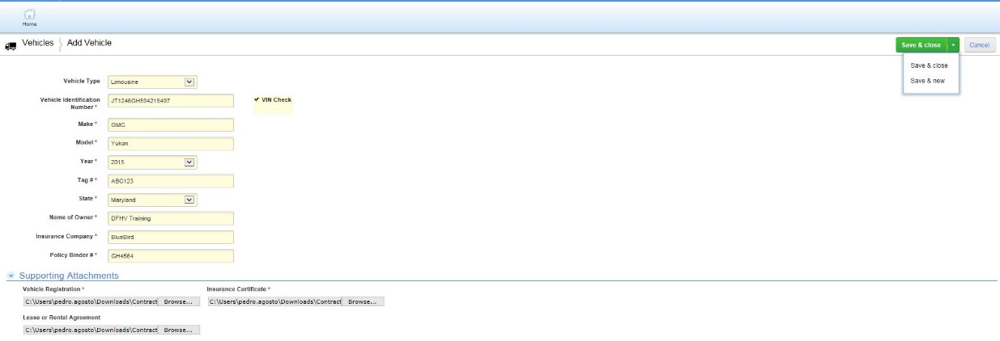 Home
Vehicles Add Vehicle Save & close Cancel
Save & close
Save & new
Vehicle Type Limousine
Vehicle Identification
Number * JT1246GH594215497 ✔ VIN Check
Make * GMC
Model * Yukon
Year * 2015
Tag # * ABC123
State * Maryland
Name of Owner * DFHV Training
Insurance Company * BlueBird
Policy Binder # * GH4564
Supporting Attachments
Vehicle Registration * Insurance Certificate *
C:\Users\pedro.agosto\Downloads\Contract Browse... C:\Users\pedro.agosto\Downloads\Contract Browse...
Lease or Rental Agreement
C:\Users\pedro.agosto\Downloads\Contract Browse...